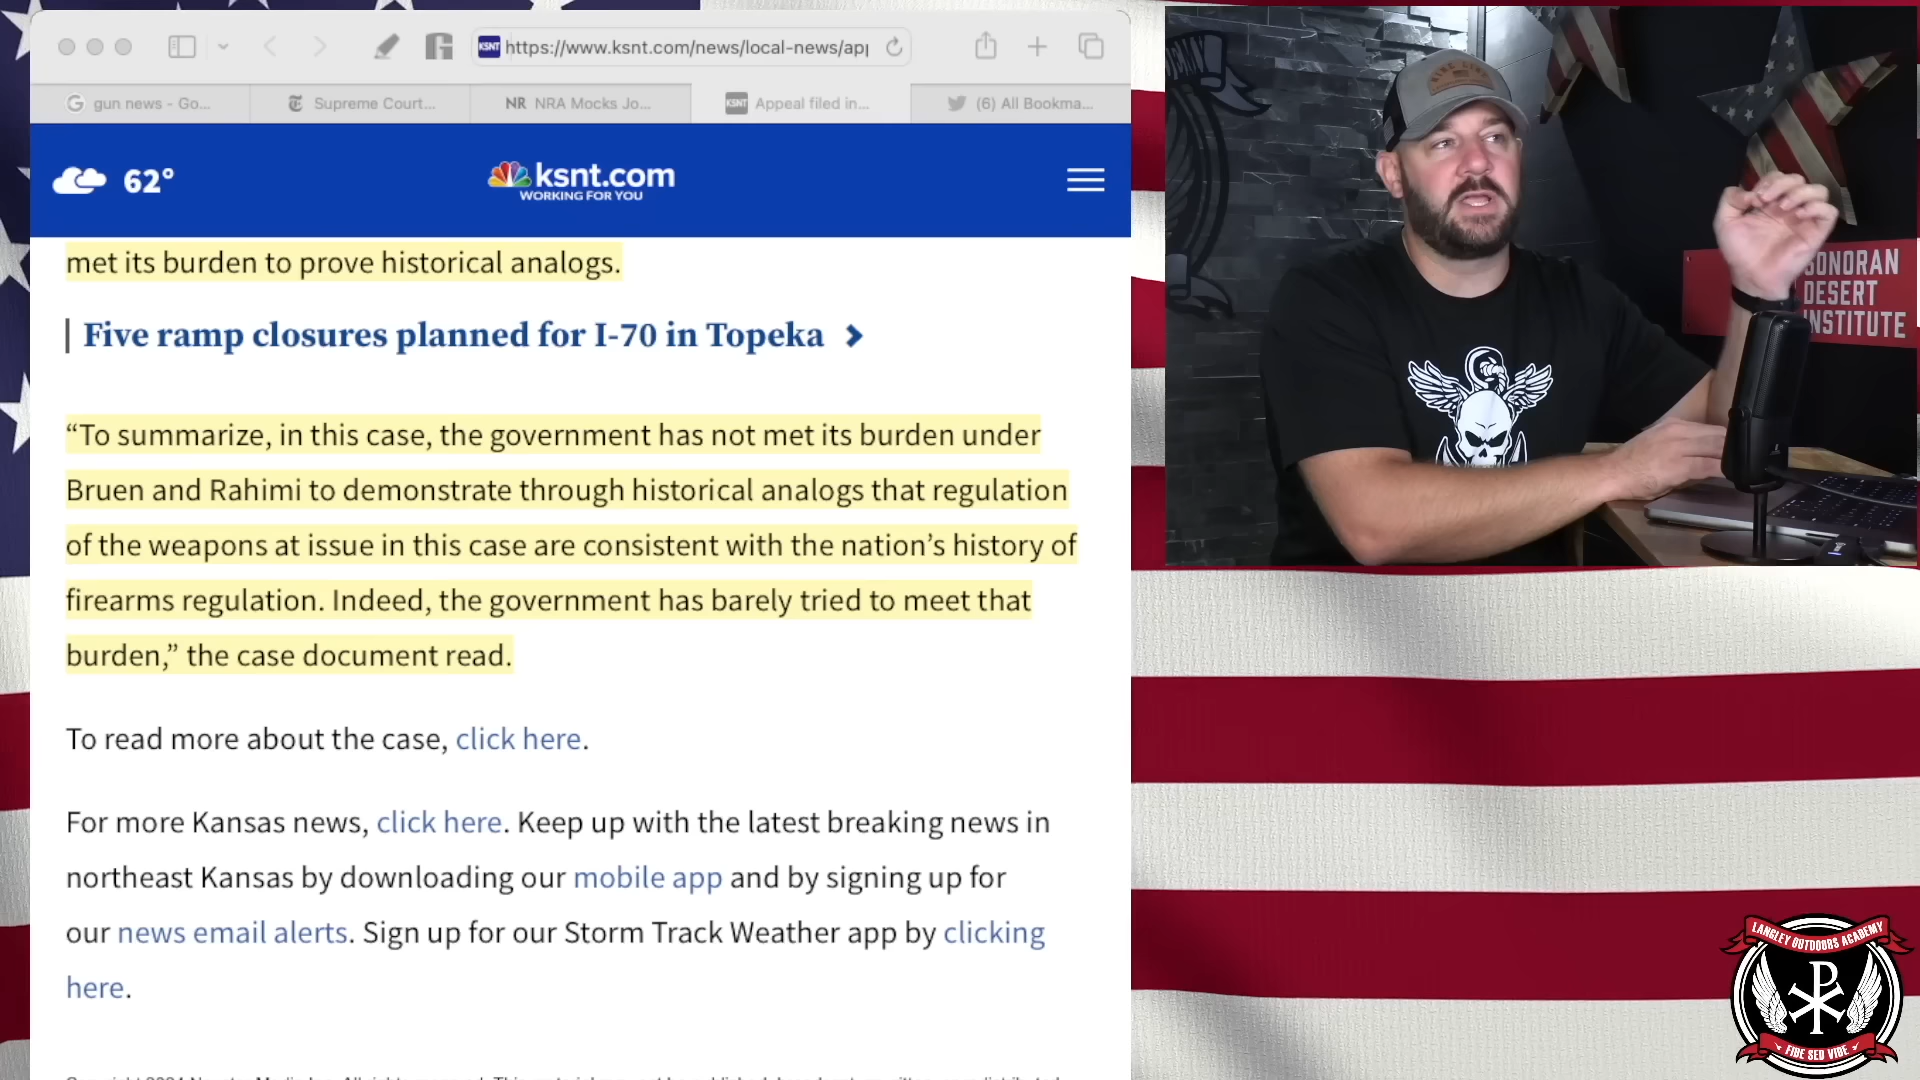 https://www.ksnt.com/news/local-news/app
gun news - Go...
Supreme Court...
NR NRA Mocks Jo...
KSNT Appeal filed in...
(6) All Bookma...
62°
ksnt.com
WORKING FOR YOU
met its burden to prove historical analogs.
Five ramp closures planned for I-70 in Topeka
“To summarize, in this case, the government has not met its burden under
Bruen and Rahimi to demonstrate through historical analogs that regulation
of the weapons at issue in this case are consistent with the nation’s history of
firearms regulation. Indeed, the government has barely tried to meet that
burden,” the case document read.
To read more about the case, click here.
For more Kansas news, click here. Keep up with the latest breaking news in
northeast Kansas by downloading our mobile app and by signing up for
our news email alerts. Sign up for our Storm Track Weather app by clicking
here.
SONORAN
DESERT
INSTITUTE
LANGLEY OUTDOORS ACADEMY
FIDE SED VIDE